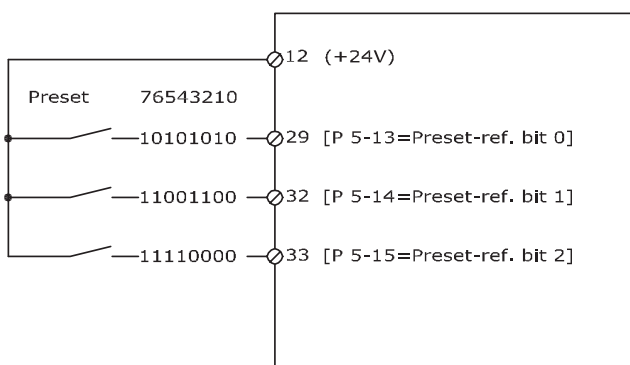 12 (+24V)
Preset 76543210
10101010 29 [P 5-13=Preset-ref. bit 0]
11001100 32 [P 5-14=Preset-ref. bit 1]
11110000 33 [P 5-15=Preset-ref. bit 2]